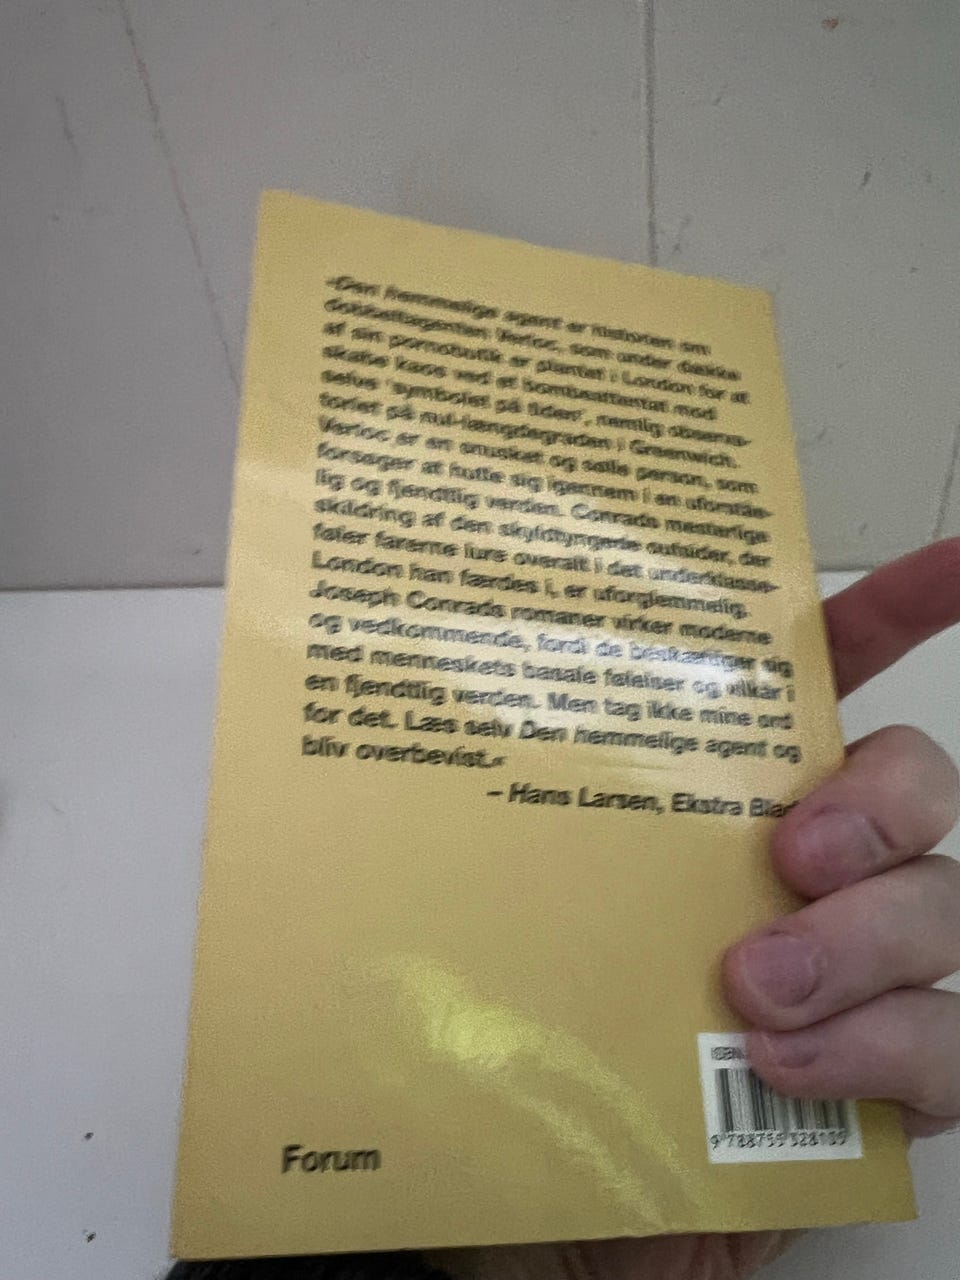 »Den hemmelige agent er historien om
dobbeltagenten Verloc, som under dække
af sin pornobutik er plantet i London for at
skabe kaos ved et bombeattentat mod
selve 'symbolet på tiden', nemlig observa-
toriet på nul-længdegraden i Greenwich.
Verloc er en snusket og sølle person, som
forsøger at hutle sig igennem i en uforståe-
lig og fjendtlig verden. Conrads mesterlige
skildring af den skyldtyngede outsider, der
føler farerne lure overalt i det underklasse-
London han færdes i, er uforglemmelig.
Joseph Conrads romaner virker moderne
og vedkommende, fordi de beskæftiger sig
med menneskets basale følelser og vilkår i
en fjendtlig verden. Men tag ikke mine ord
for det. Læs selv Den hemmelige agent og
bliv overbevist.«
– Hans Larsen, Ekstra Blad
ISBN
Forum